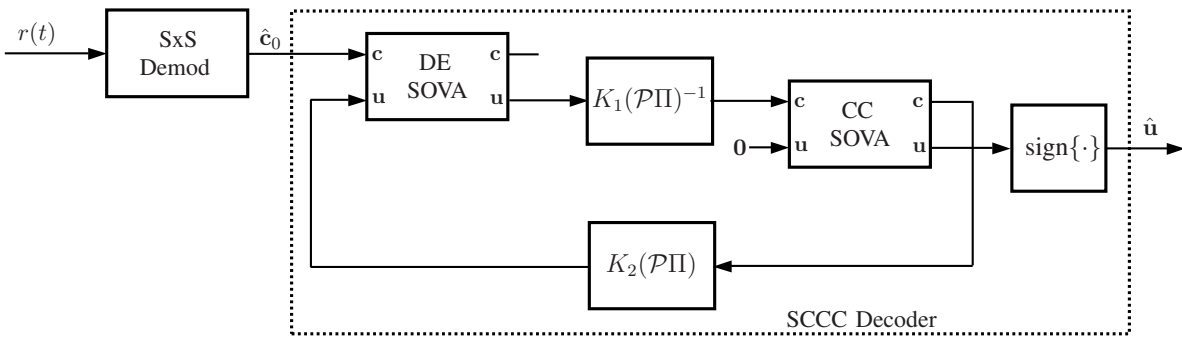 r(t)
SxS
Demod
ĉ₀
c
u
DE
SOVA
c
u
K₁(𝒫Π)⁻¹
0
c
u
CC
SOVA
c
u
sign{·}
û
K₂(𝒫Π)
SCCC Decoder